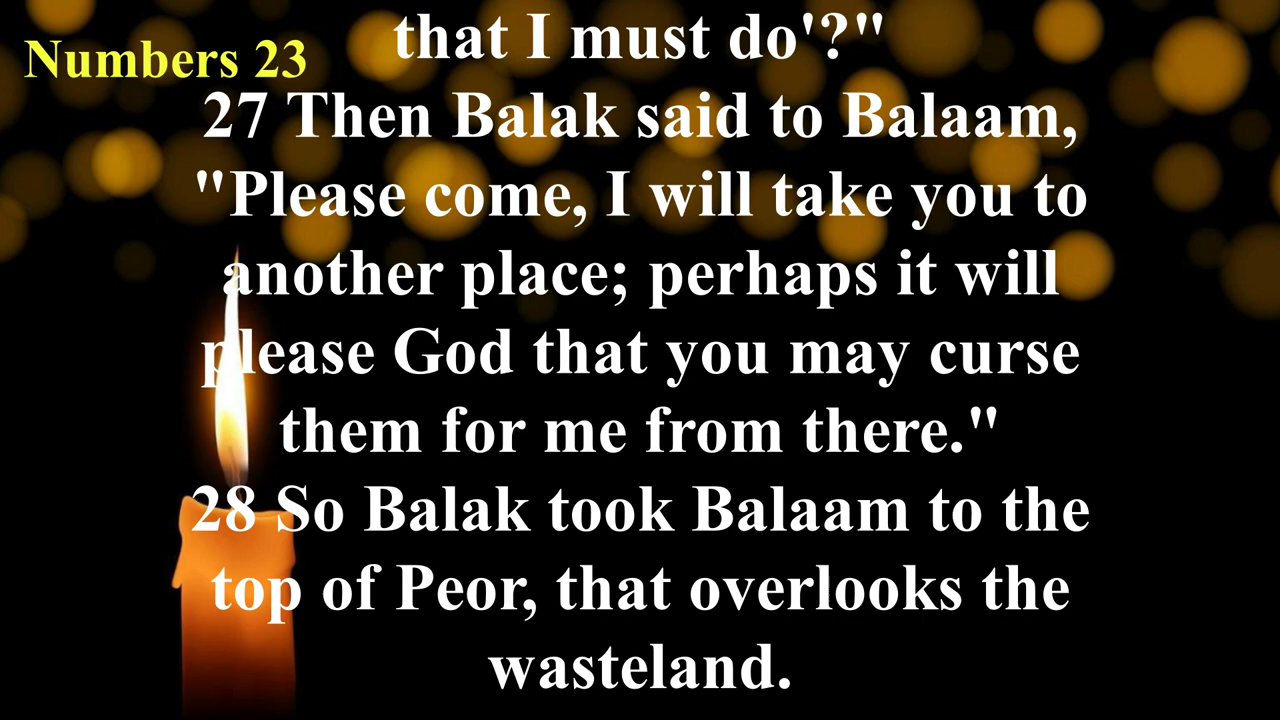 that I must do'?"
Numbers 23
27 Then Balak said to Balaam,
"Please come, I will take you to
another place; perhaps it will
please God that you may curse
them for me from there."
28 So Balak took Balaam to the
top of Peor, that overlooks the
wasteland.